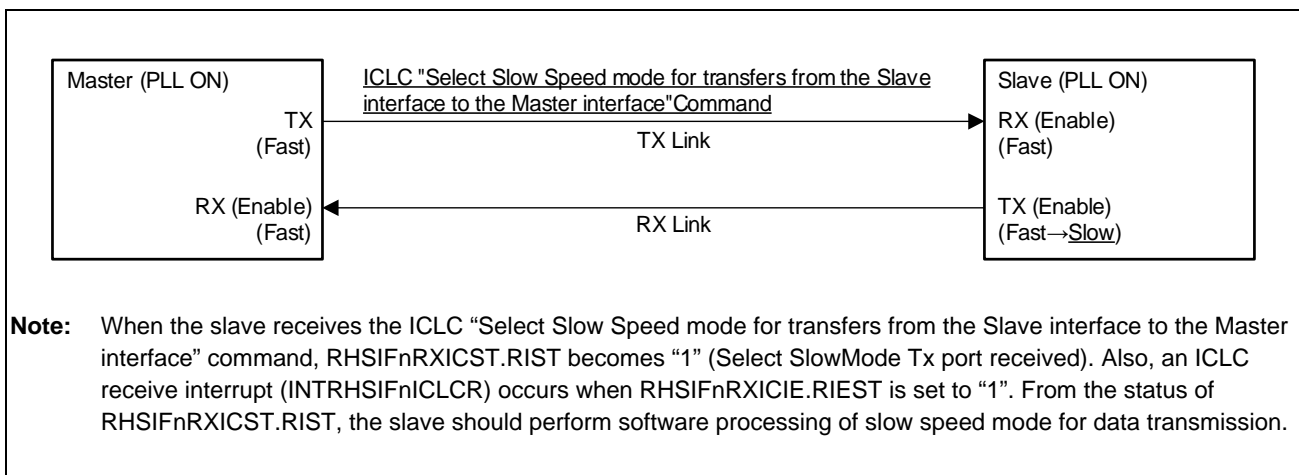 Master (PLL ON)
ICLC "Select Slow Speed mode for transfers from the Slave
interface to the Master interface"Command
Slave (PLL ON)
TX
(Fast)
TX Link
RX (Enable)
(Fast)
RX (Enable)
(Fast)
RX Link
TX (Enable)
(Fast→Slow)
Note: When the slave receives the ICLC “Select Slow Speed mode for transfers from the Slave interface to the Master
interface” command, RHSIFnRXICST.RIST becomes “1” (Select SlowMode Tx port received). Also, an ICLC
receive interrupt (INTRHSIFnICLCR) occurs when RHSIFnRXICIE.RIEST is set to “1”. From the status of
RHSIFnRXICST.RIST, the slave should perform software processing of slow speed mode for data transmission.